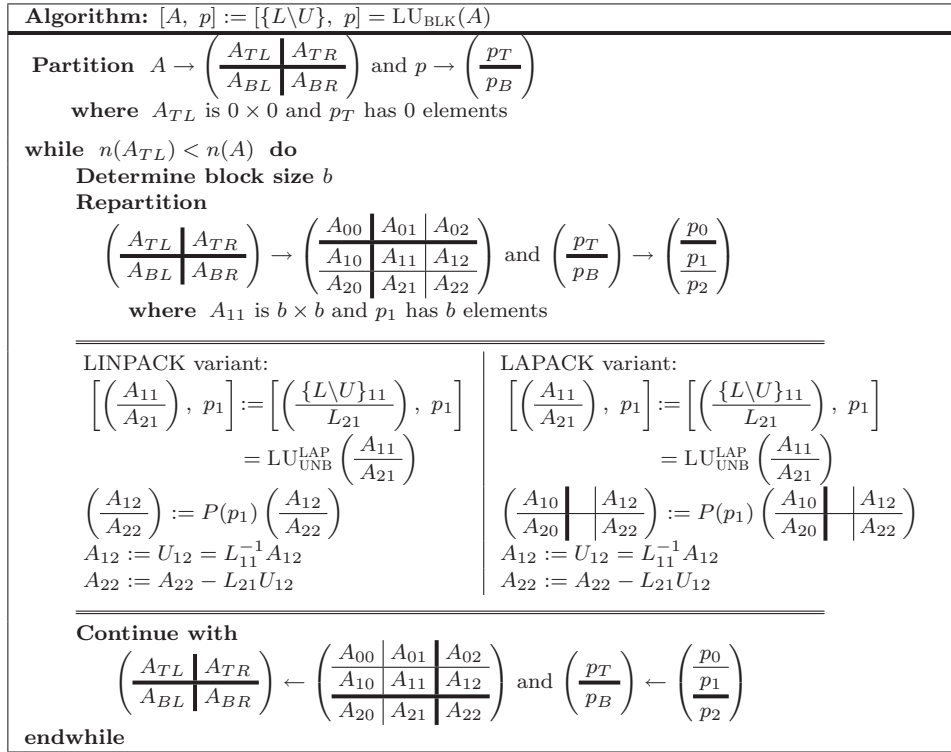 Algorithm: [A, p] := [{L\U}, p] = LU_BLK(A)
Partition A → ( A_TL | A_TR / A_BL | A_BR ) and p → ( p_T / p_B )
where A_TL is 0 × 0 and p_T has 0 elements
while n(A_TL) < n(A) do
Determine block size b
Repartition
( A_TL | A_TR / A_BL | A_BR ) → ( A_00 | A_01 | A_02 / A_10 | A_11 | A_12 / A_20 | A_21 | A_22 ) and ( p_T / p_B ) → ( p_0 / p_1 / p_2 )
where A_11 is b × b and p_1 has b elements
LINPACK variant:
[ ( A_11 / A_21 ), p_1 ] := [ ( {L\U}_11 / L_21 ), p_1 ]
= LU_UNB^LAP ( A_11 / A_21 )
( A_12 / A_22 ) := P(p_1) ( A_12 / A_22 )
A_12 := U_12 = L_11^{-1} A_12
A_22 := A_22 − L_21 U_12
LAPACK variant:
[ ( A_11 / A_21 ), p_1 ] := [ ( {L\U}_11 / L_21 ), p_1 ]
= LU_UNB^LAP ( A_11 / A_21 )
( A_10 | | A_12 / A_20 | | A_22 ) := P(p_1) ( A_10 | | A_12 / A_20 | | A_22 )
A_12 := U_12 = L_11^{-1} A_12
A_22 := A_22 − L_21 U_12
Continue with
( A_TL | A_TR / A_BL | A_BR ) ← ( A_00 | A_01 | A_02 / A_10 | A_11 | A_12 / A_20 | A_21 | A_22 ) and ( p_T / p_B ) ← ( p_0 / p_1 / p_2 )
endwhile